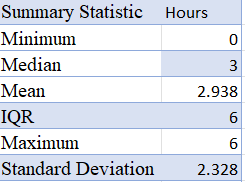 Summary Statistic Hours
Minimum 0
Median 3
Mean 2.938
IQR 6
Maximum 6
Standard Deviation 2.328